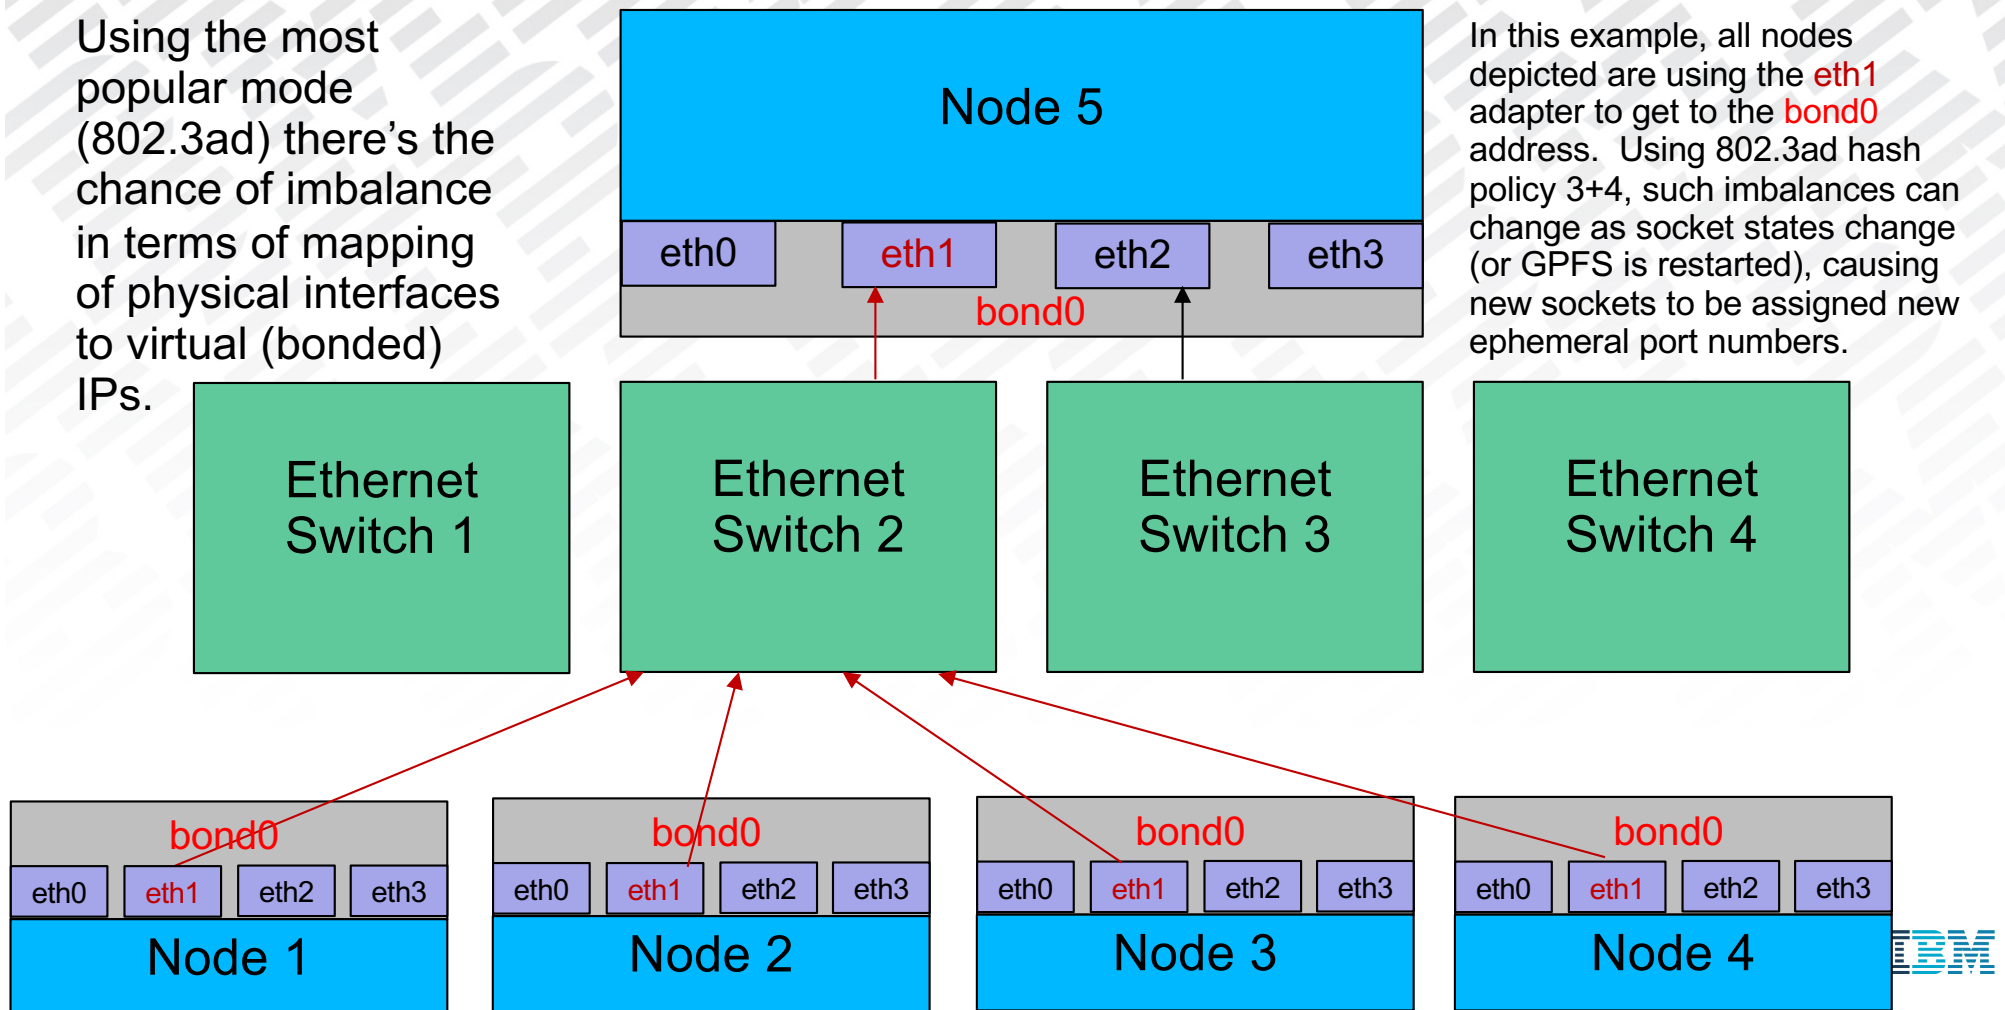 Using the most
popular mode
(802.3ad) there's the
chance of imbalance
in terms of mapping
of physical interfaces
to virtual (bonded)
IPs.
Node 5
eth0 eth1 eth2 eth3
bond0
In this example, all nodes
depicted are using the eth1
adapter to get to the bond0
address. Using 802.3ad hash
policy 3+4, such imbalances can
change as socket states change
(or GPFS is restarted), causing
new sockets to be assigned new
ephemeral port numbers.
Ethernet
Switch 1
Ethernet
Switch 2
Ethernet
Switch 3
Ethernet
Switch 4
bond0
eth0 eth1 eth2 eth3
Node 1
bond0
eth0 eth1 eth2 eth3
Node 2
bond0
eth0 eth1 eth2 eth3
Node 3
bond0
eth0 eth1 eth2 eth3
Node 4
IBM